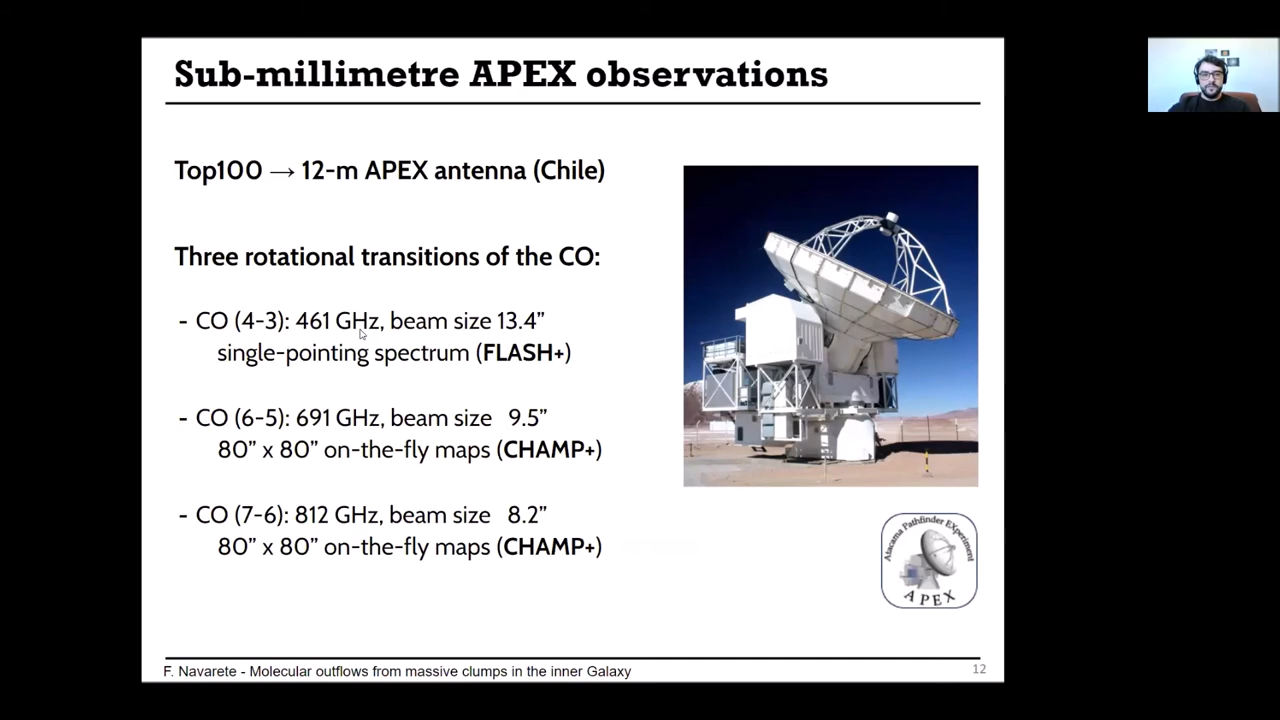 Sub-millimetre APEX observations
Top100 → 12-m APEX antenna (Chile)
Three rotational transitions of the CO:
- CO (4-3): 461 GHz, beam size 13.4”
single-pointing spectrum (FLASH+)
- CO (6-5): 691 GHz, beam size 9.5”
80” x 80” on-the-fly maps (CHAMP+)
- CO (7-6): 812 GHz, beam size 8.2”
80” x 80” on-the-fly maps (CHAMP+)
Atacama Pathfinder EXperiment
APEX
F. Navarete - Molecular outflows from massive clumps in the inner Galaxy
12